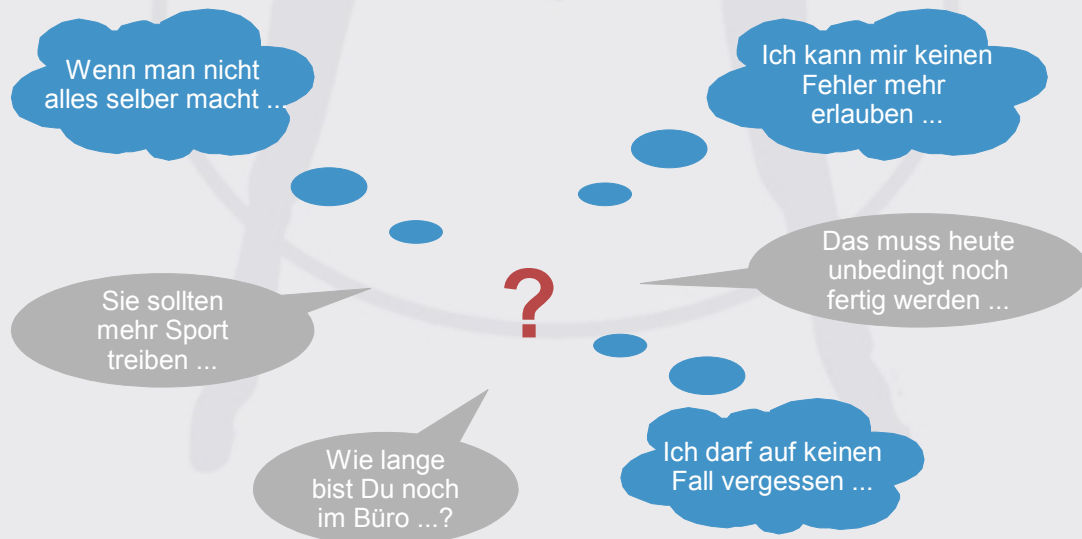 Wenn man nicht
alles selber macht ...
Ich kann mir keinen
Fehler mehr
erlauben ...
Das muss heute
unbedingt noch
fertig werden ...
Sie sollten
mehr Sport
treiben ...
?
Wie lange
bist Du noch
im Büro ...?
Ich darf auf keinen
Fall vergessen ...